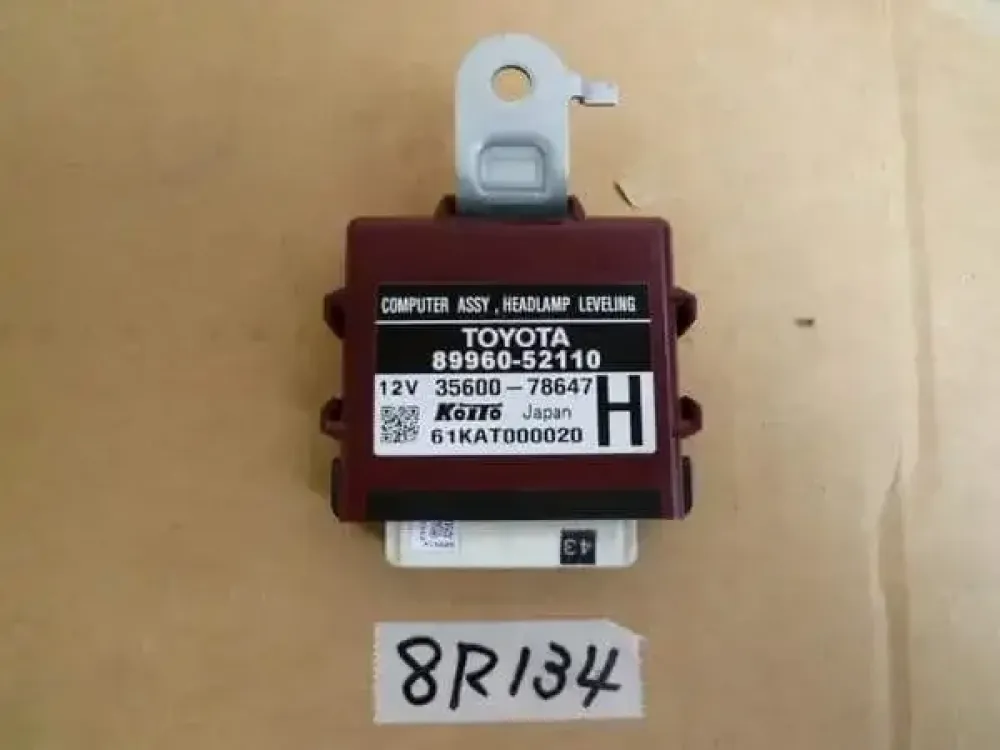 COMPUTER ASSY , HEADLAMP LEVELING
TOYOTA
89960-52110
12V 35600-78647 H
KOITO Japan
61KAT000020
43
8R134